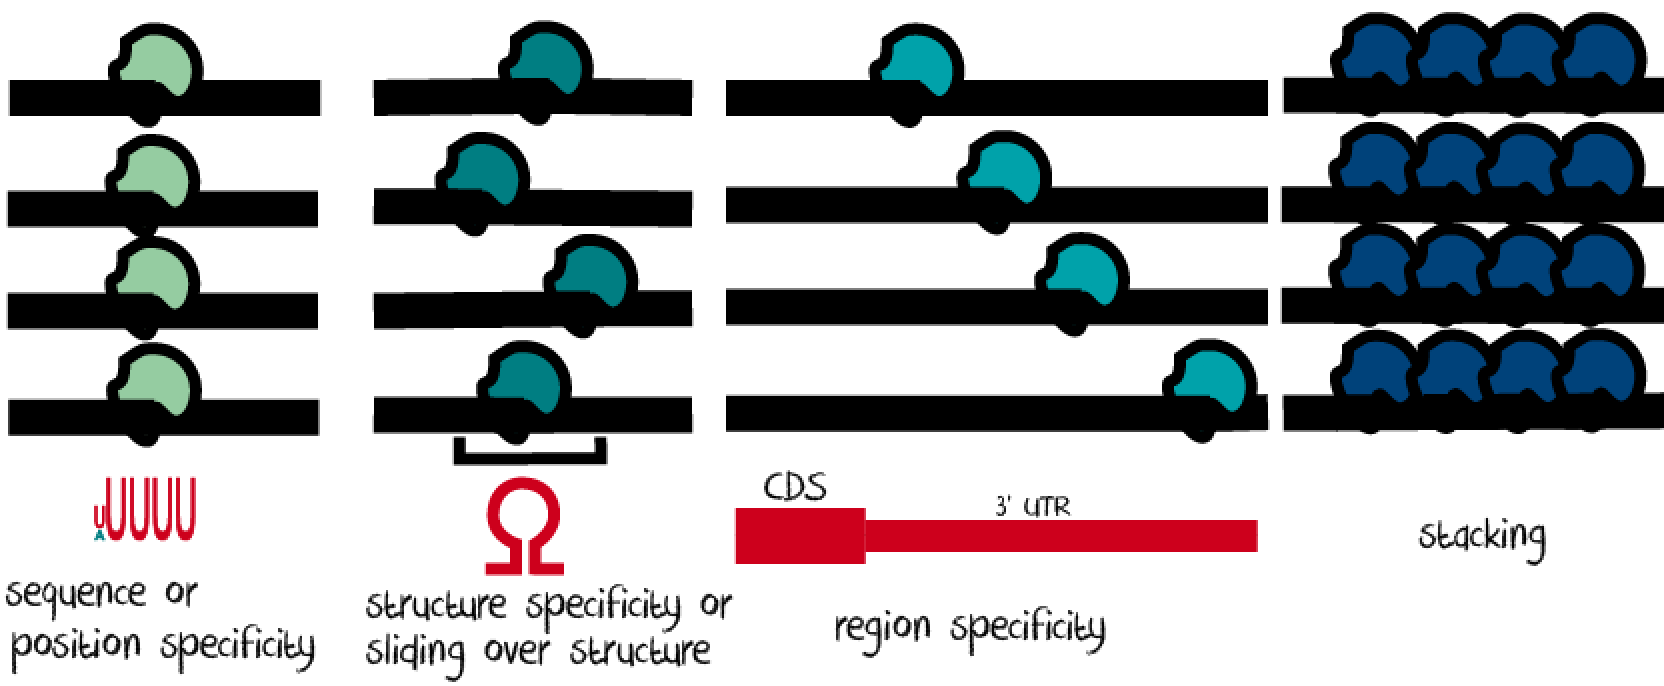 UUUUU
A
CDS
3' UTR
sequence or
position specificity
structure specificity or
sliding over structure
region specificity
stacking